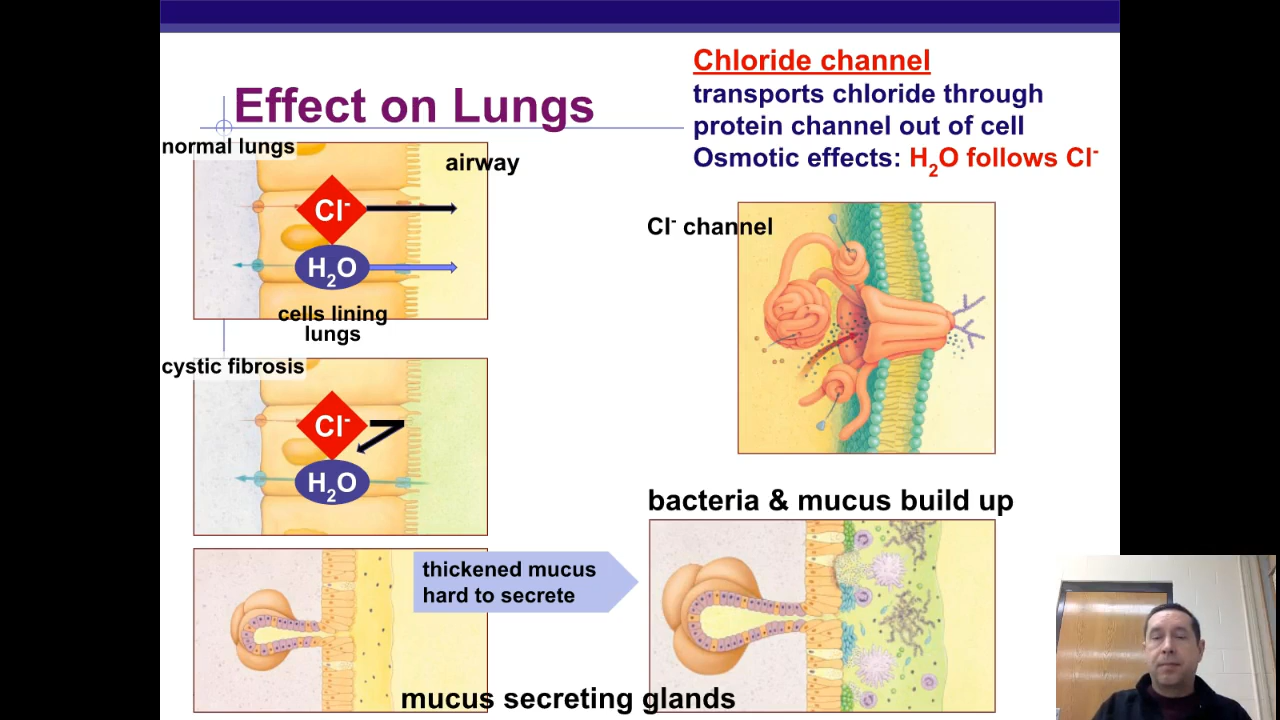 Effect on Lungs
Chloride channel
transports chloride through
protein channel out of cell
Osmotic effects: H₂O follows Cl⁻
normal lungs
airway
Cl⁻
H₂O
cells lining
lungs
Cl⁻ channel
cystic fibrosis
Cl⁻
H₂O
bacteria & mucus build up
thickened mucus
hard to secrete
mucus secreting glands